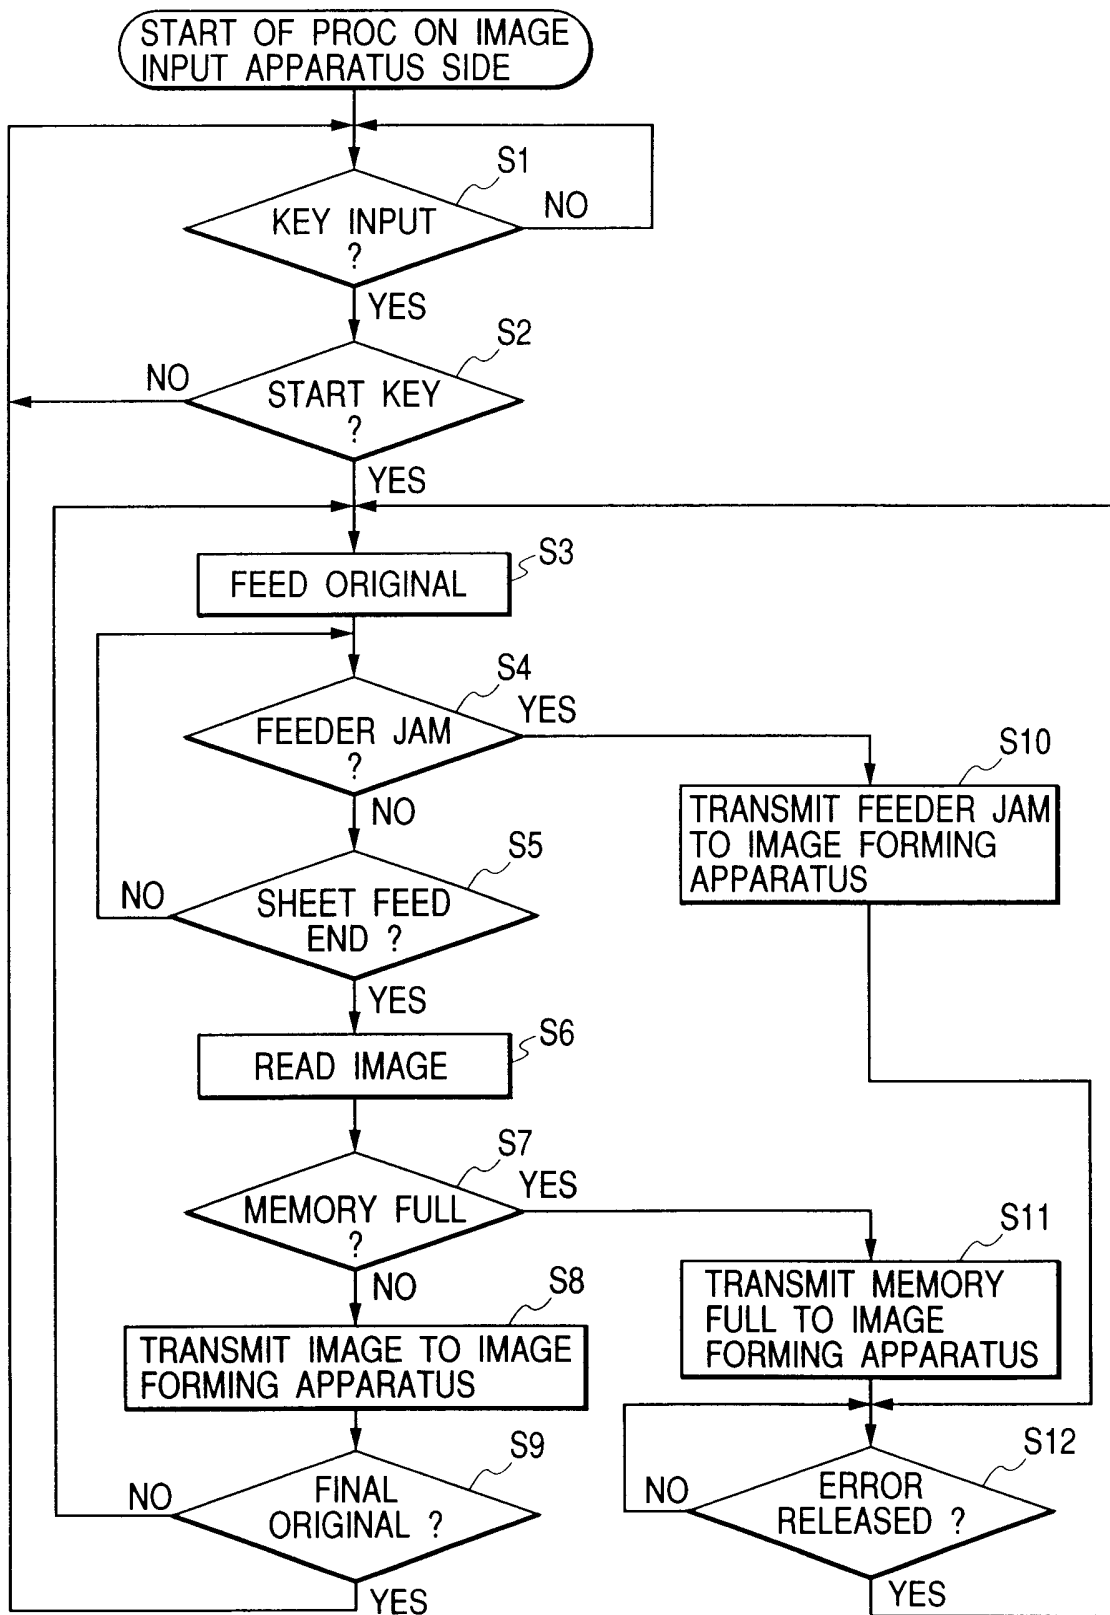 START OF PROC ON IMAGE
INPUT APPARATUS SIDE
S1
KEY INPUT
?
NO
YES
S2
START KEY
?
NO
YES
S3
FEED ORIGINAL
S4
FEEDER JAM
?
YES
NO
S10
TRANSMIT FEEDER JAM
TO IMAGE FORMING
APPARATUS
S5
SHEET FEED
END ?
NO
YES
S6
READ IMAGE
S7
MEMORY FULL
?
YES
NO
S11
TRANSMIT MEMORY
FULL TO IMAGE
FORMING APPARATUS
S8
TRANSMIT IMAGE TO IMAGE
FORMING APPARATUS
S9
FINAL
ORIGINAL ?
NO
YES
S12
ERROR
RELEASED ?
NO
YES